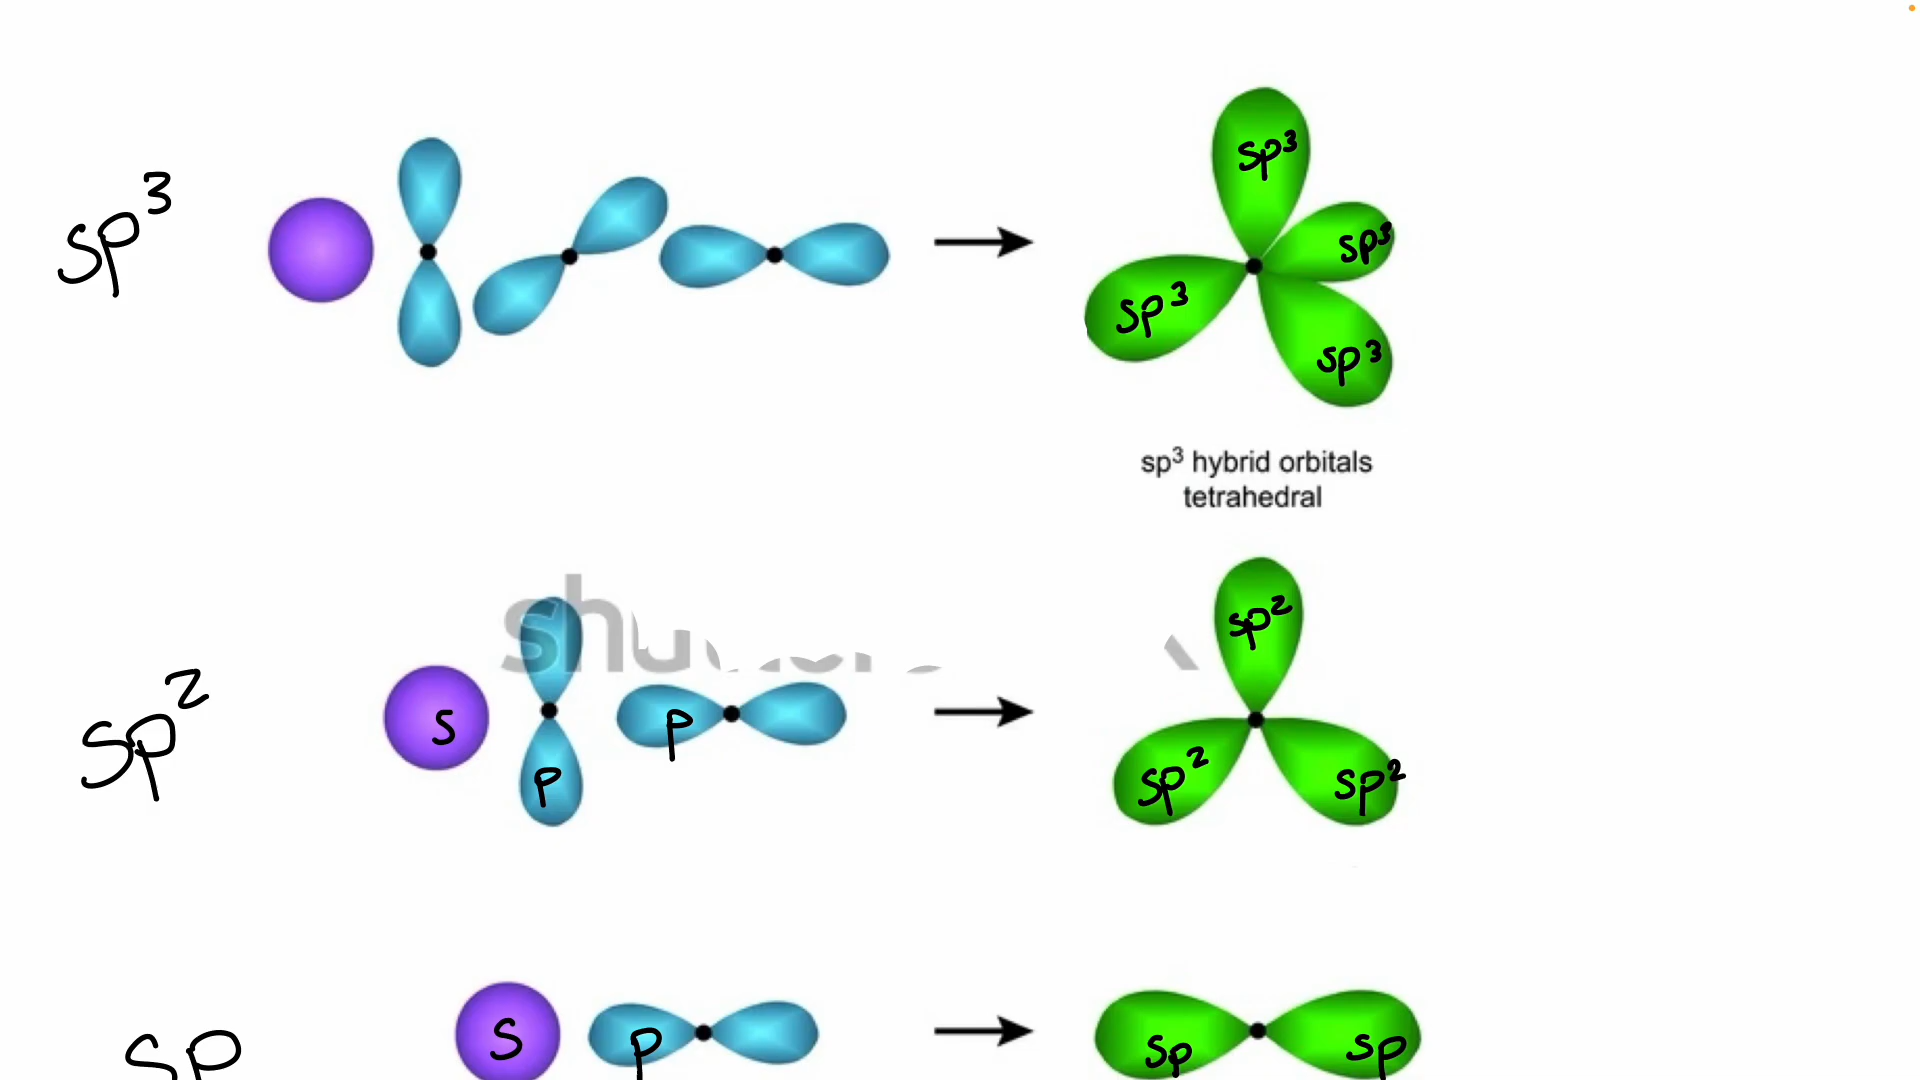 sp³
sp³
sp³
sp³
sp³
sp³ hybrid orbitals
tetrahedral
sp²
s
p
p
sp²
sp²
sp²
sp
s
p
sp
sp